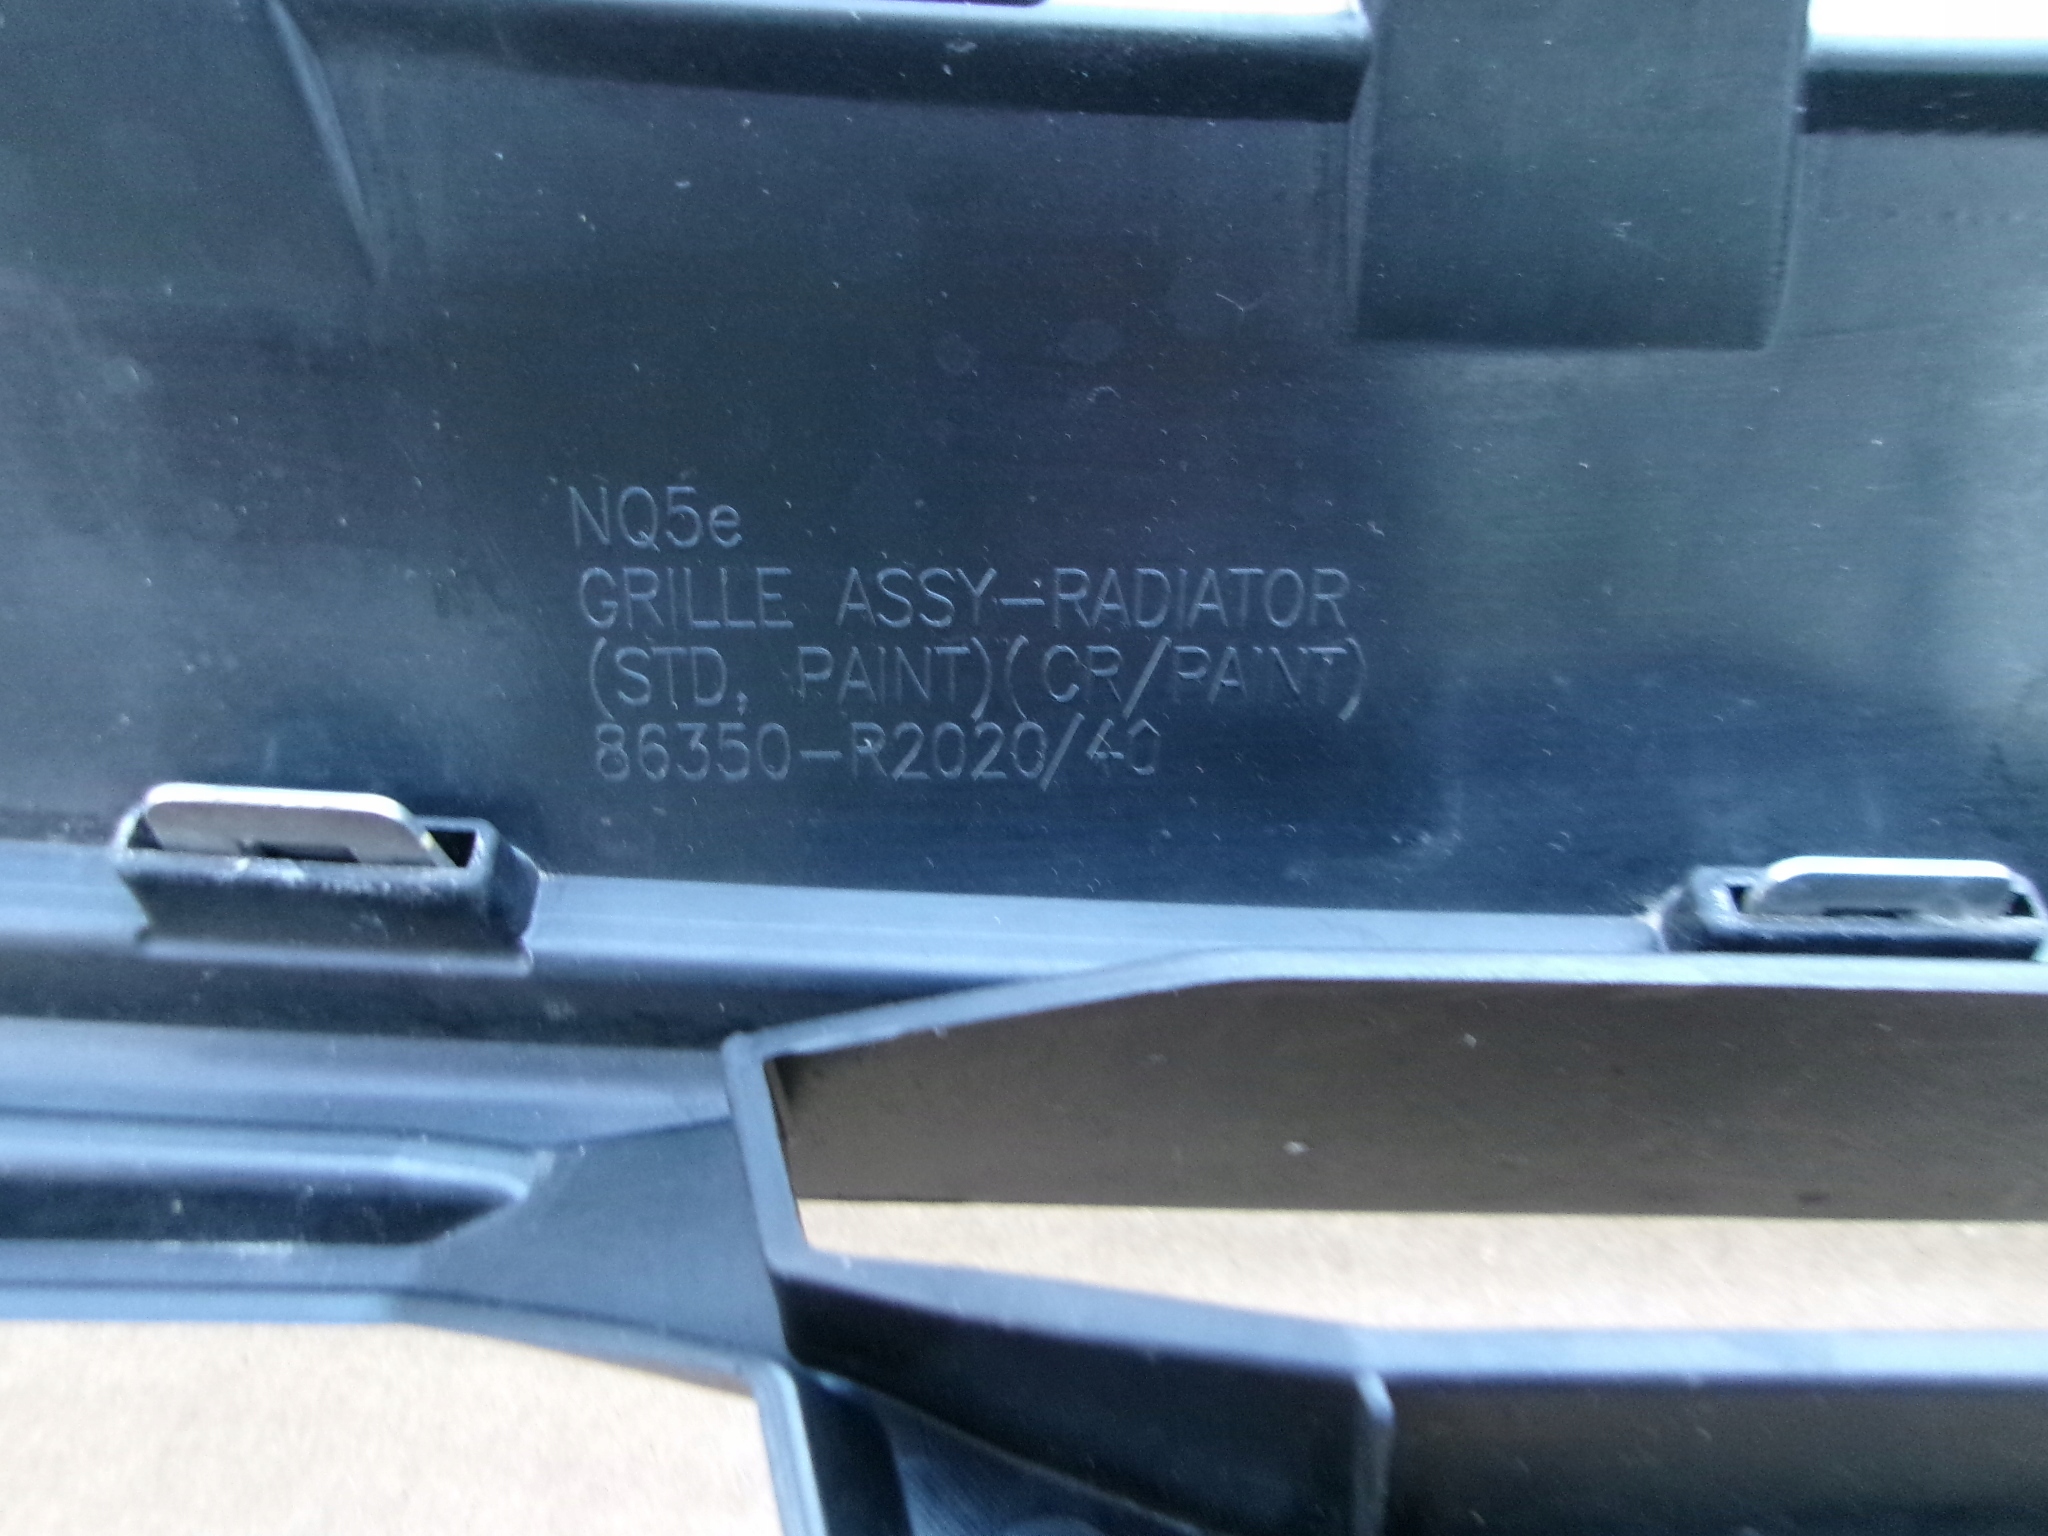 NQ5e
GRILLE ASSY-RADIATOR
(STD, PAINT)(CR/PAINT)
86350-R2020/40